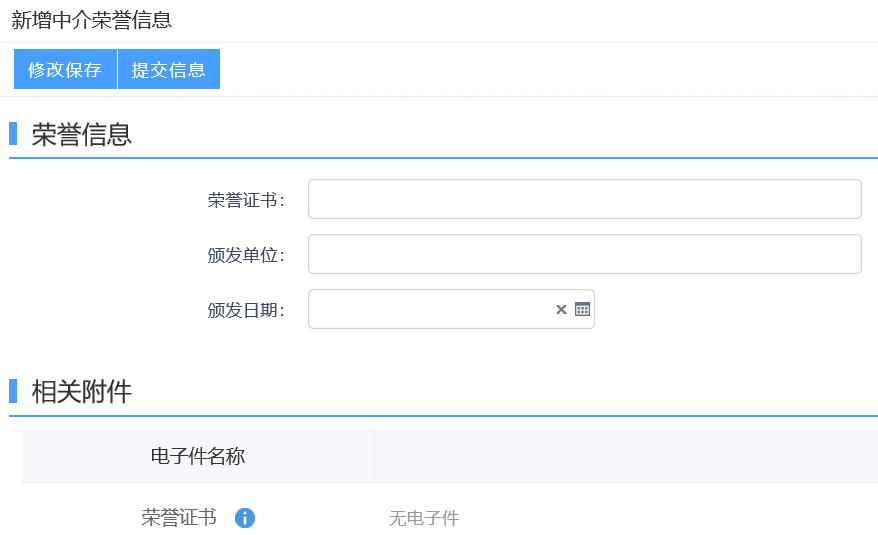 新增中介荣誉信息
修改保存 提交信息
荣誉信息
荣誉证书：
颁发单位：
颁发日期：
相关附件
电子件名称
荣誉证书 无电子件